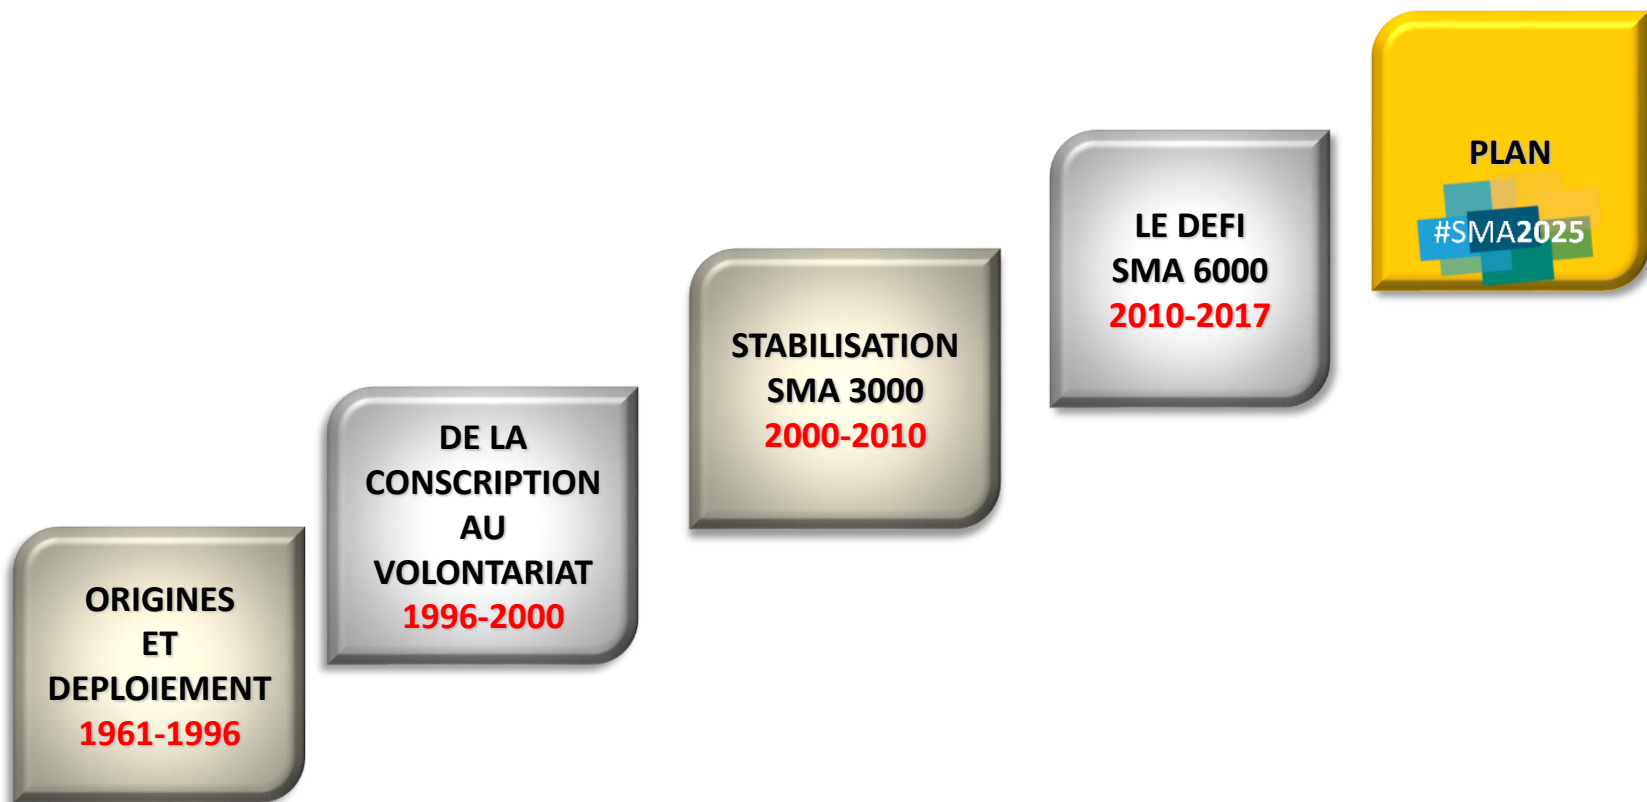 ORIGINES
ET
DEPLOIEMENT
1961-1996
DE LA
CONSCRIPTION
AU
VOLONTARIAT
1996-2000
STABILISATION
SMA 3000
2000-2010
LE DEFI
SMA 6000
2010-2017
PLAN
#SMA2025